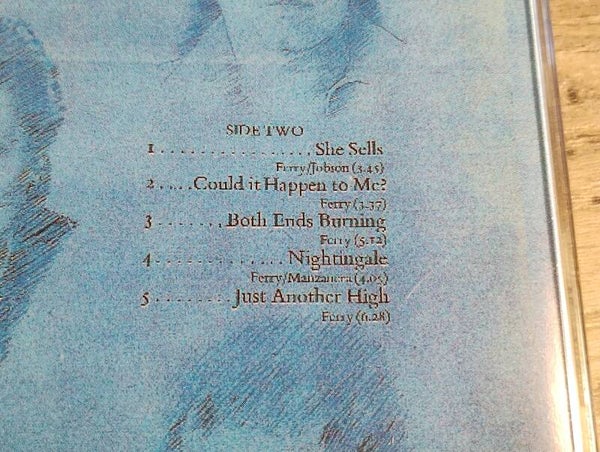 SIDE TWO
1................She Sells
Ferry/Jobson (3.45)
2....Could it Happen to Me?
Ferry (3.37)
3.......Both Ends Burning
Ferry (5.12)
4.............Nightingale
Ferry/Manzanera (4.05)
5........Just Another High
Ferry (6.28)